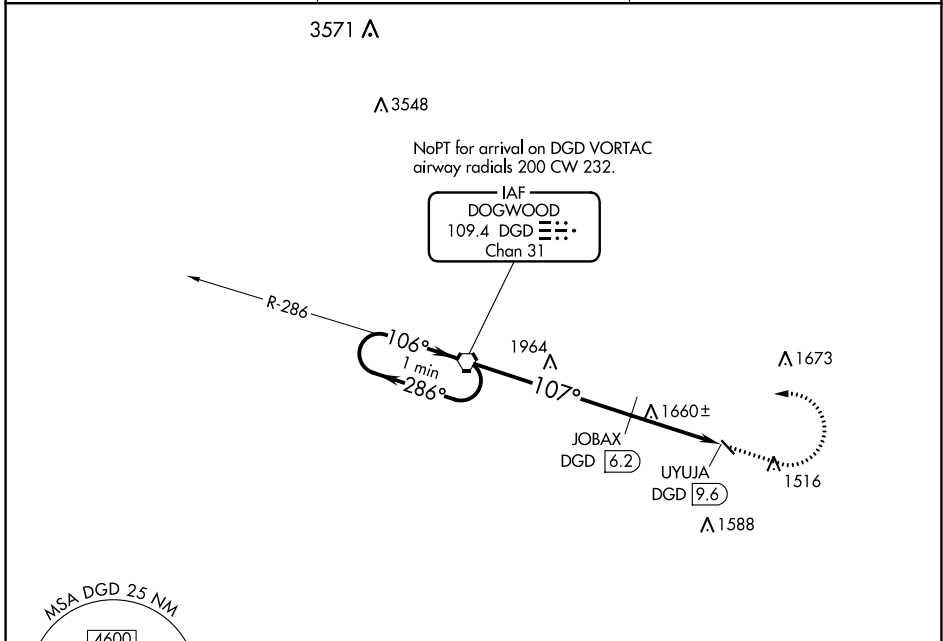 3571
3548
NoPT for arrival on DGD VORTAC
airway radials 200 CW 232.
IAF
DOGWOOD
109.4 DGD
Chan 31
R-286
106°
1 min
286°
1964
107°
1673
1660±
JOBAX
DGD 6.2
UYUJA
DGD 9.6
1516
1588
MSA DGD 25 NM
4600